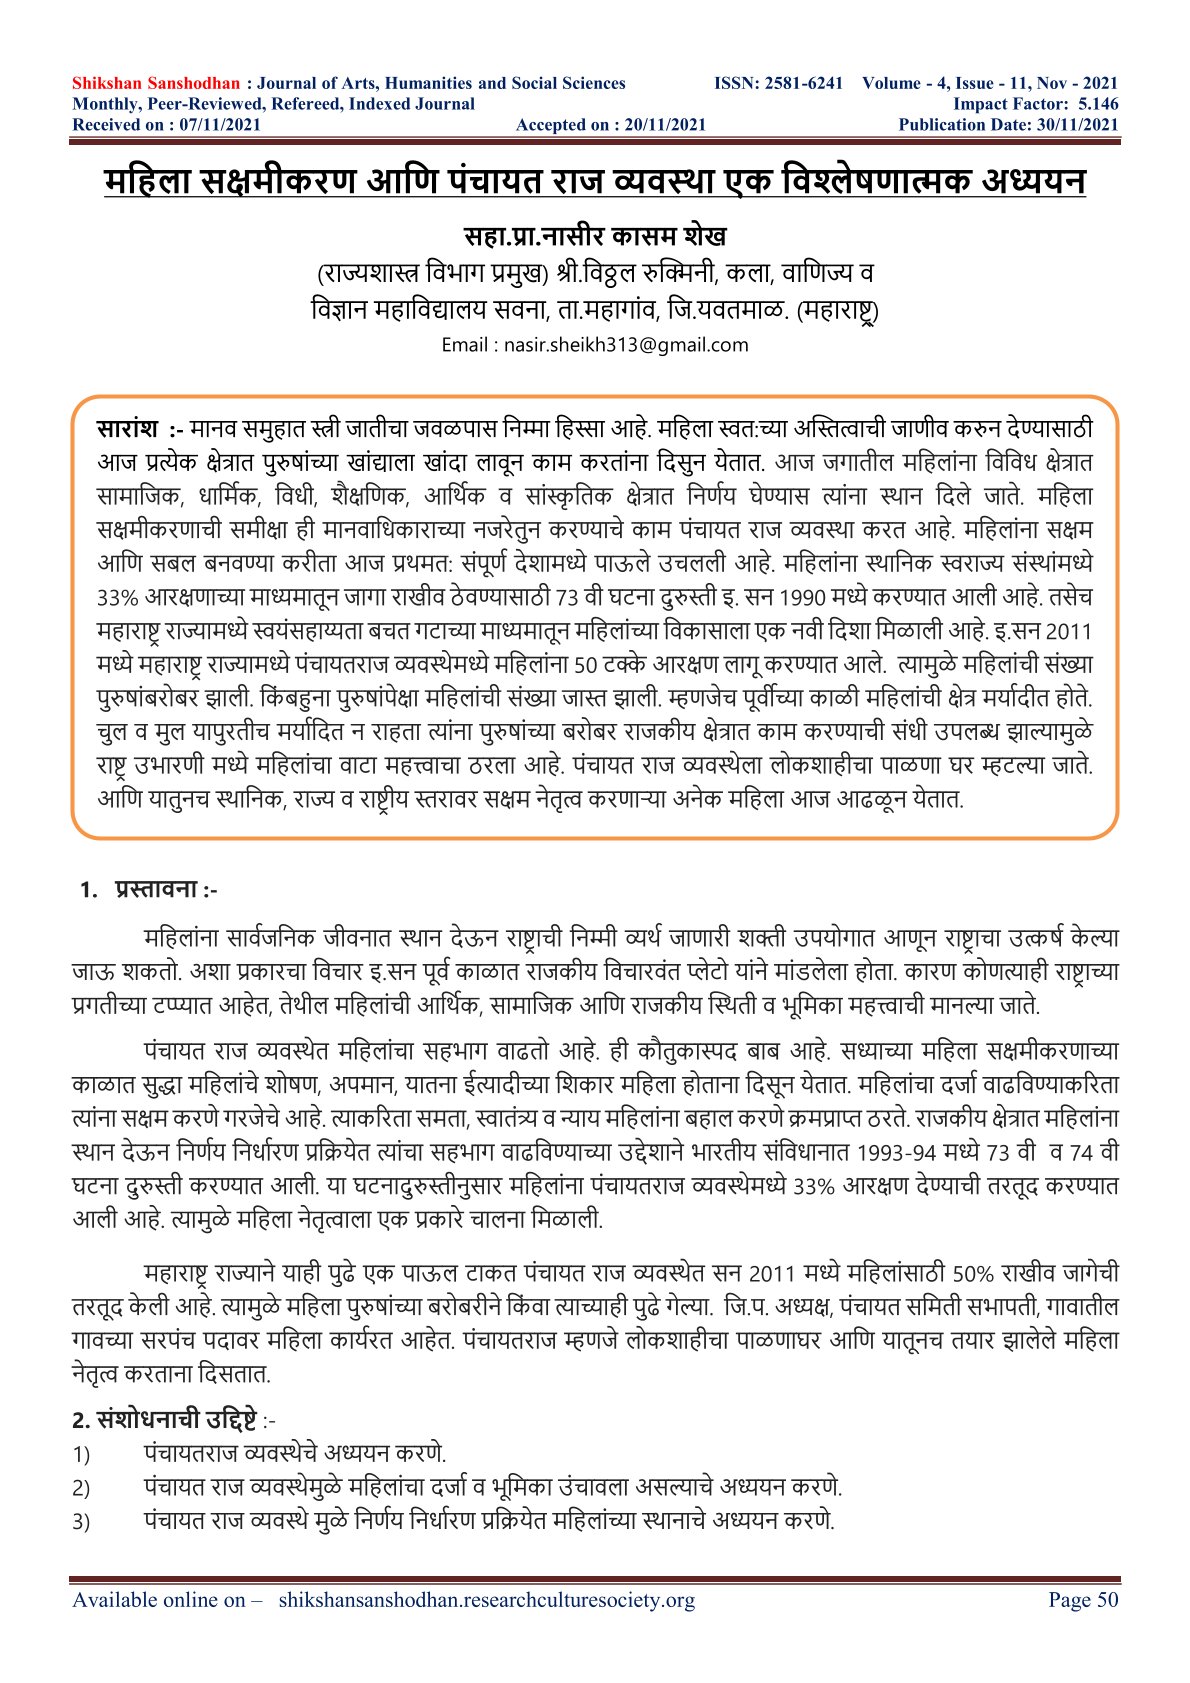 Shikshan Sanshodhan : Journal of Arts, Humanities and Social Sciences ISSN: 2581-6241 Volume - 4, Issue - 11, Nov - 2021
Monthly, Peer-Reviewed, Refereed, Indexed Journal Impact Factor: 5.146
Received on : 07/11/2021 Accepted on : 20/11/2021 Publication Date: 30/11/2021
महिला सक्षमीकरण आणि पंचायत राज व्यवस्था एक विश्लेषणात्मक अध्ययन
सहा.प्रा.नासीर कासम शेख
(राज्यशास्त्र विभाग प्रमुख) श्री.विठ्ठल रुक्मिनी, कला, वाणिज्य व
विज्ञान महाविद्यालय सवना, ता.महागांव, जि.यवतमाळ. (महाराष्ट्र)
Email : nasir.sheikh313@gmail.com
सारांश :- मानव समुहात स्त्री जातीचा जवळपास निम्मा हिस्सा आहे. महिला स्वत:च्या अस्तित्वाची जाणीव करुन देण्यासाठी
आज प्रत्येक क्षेत्रात पुरुषांच्या खांद्याला खांदा लावून काम करतांना दिसुन येतात. आज जगातील महिलांना विविध क्षेत्रात
सामाजिक, धार्मिक, विधी, शैक्षणिक, आर्थिक व सांस्कृतिक क्षेत्रात निर्णय घेण्यास त्यांना स्थान दिले जाते. महिला
सक्षमीकरणाची समीक्षा ही मानवाधिकाराच्या नजरेतुन करण्याचे काम पंचायत राज व्यवस्था करत आहे. महिलांना सक्षम
आणि सबल बनवण्या करीता आज प्रथमत: संपूर्ण देशामध्ये पाऊले उचलली आहे. महिलांना स्थानिक स्वराज्य संस्थांमध्ये
33% आरक्षणाच्या माध्यमातून जागा राखीव ठेवण्यासाठी 73 वी घटना दुरुस्ती इ. सन 1990 मध्ये करण्यात आली आहे. तसेच
महाराष्ट्र राज्यामध्ये स्वयंसहाय्यता बचत गटाच्या माध्यमातून महिलांच्या विकासाला एक नवी दिशा मिळाली आहे. इ.सन 2011
मध्ये महाराष्ट्र राज्यामध्ये पंचायतराज व्यवस्थेमध्ये महिलांना 50 टक्के आरक्षण लागू करण्यात आले. त्यामुळे महिलांची संख्या
पुरुषांबरोबर झाली. किंबहुना पुरुषांपेक्षा महिलांची संख्या जास्त झाली. म्हणजेच पूर्वीच्या काळी महिलांची क्षेत्र मर्यादीत होते.
चुल व मुल यापुरतीच मर्यादित न राहता त्यांना पुरुषांच्या बरोबर राजकीय क्षेत्रात काम करण्याची संधी उपलब्ध झाल्यामुळे
राष्ट्र उभारणी मध्ये महिलांचा वाटा महत्त्वाचा ठरला आहे. पंचायत राज व्यवस्थेला लोकशाहीचा पाळणा घर म्हटल्या जाते.
आणि यातुनच स्थानिक, राज्य व राष्ट्रीय स्तरावर सक्षम नेतृत्व करणाऱ्या अनेक महिला आज आढळून येतात.
1. प्रस्तावना :-
महिलांना सार्वजनिक जीवनात स्थान देऊन राष्ट्राची निम्मी व्यर्थ जाणारी शक्ती उपयोगात आणून राष्ट्राचा उत्कर्ष केल्या
जाऊ शकतो. अशा प्रकारचा विचार इ.सन पूर्व काळात राजकीय विचारवंत प्लेटो यांने मांडलेला होता. कारण कोणत्याही राष्ट्राच्या
प्रगतीच्या टप्प्यात आहेत, तेथील महिलांची आर्थिक, सामाजिक आणि राजकीय स्थिती व भूमिका महत्त्वाची मानल्या जाते.
पंचायत राज व्यवस्थेत महिलांचा सहभाग वाढतो आहे. ही कौतुकास्पद बाब आहे. सध्याच्या महिला सक्षमीकरणाच्या
काळात सुद्धा महिलांचे शोषण, अपमान, यातना ईत्यादीच्या शिकार महिला होताना दिसून येतात. महिलांचा दर्जा वाढविण्याकरिता
त्यांना सक्षम करणे गरजेचे आहे. त्याकरिता समता, स्वातंत्र्य व न्याय महिलांना बहाल करणे क्रमप्राप्त ठरते. राजकीय क्षेत्रात महिलांना
स्थान देऊन निर्णय निर्धारण प्रक्रियेत त्यांचा सहभाग वाढविण्याच्या उद्देशाने भारतीय संविधानात 1993-94 मध्ये 73 वी व 74 वी
घटना दुरुस्ती करण्यात आली. या घटनादुरुस्तीनुसार महिलांना पंचायतराज व्यवस्थेमध्ये 33% आरक्षण देण्याची तरतूद करण्यात
आली आहे. त्यामुळे महिला नेतृत्वाला एक प्रकारे चालना मिळाली.
महाराष्ट्र राज्याने याही पुढे एक पाऊल टाकत पंचायत राज व्यवस्थेत सन 2011 मध्ये महिलांसाठी 50% राखीव जागेची
तरतूद केली आहे. त्यामुळे महिला पुरुषांच्या बरोबरीने किंवा त्याच्याही पुढे गेल्या. जि.प. अध्यक्ष, पंचायत समिती सभापती, गावातील
गावच्या सरपंच पदावर महिला कार्यरत आहेत. पंचायतराज म्हणजे लोकशाहीचा पाळणाघर आणि यातूनच तयार झालेले महिला
नेतृत्व करताना दिसतात.
2. संशोधनाची उद्दिष्टे :-
1) पंचायतराज व्यवस्थेचे अध्ययन करणे.
2) पंचायत राज व्यवस्थेमुळे महिलांचा दर्जा व भूमिका उंचावला असल्याचे अध्ययन करणे.
3) पंचायत राज व्यवस्थे मुळे निर्णय निर्धारण प्रक्रियेत महिलांच्या स्थानाचे अध्ययन करणे.
Available online on – shikshansanshodhan.researchculturesociety.org Page 50